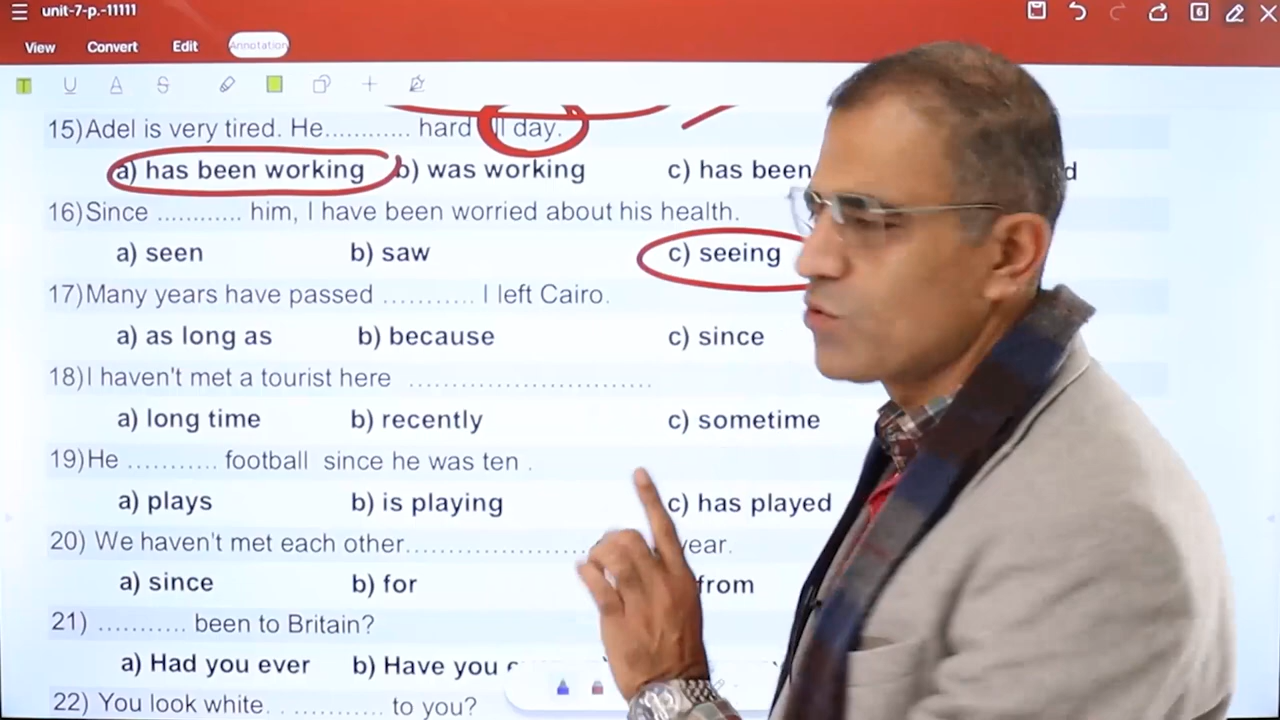 unit-7-p.-11111
View Convert Edit Annotation
15)Adel is very tired. He............ hard day.
a) has been working b) was working c) has been
16)Since ............ him, I have been worried about his health.
a) seen b) saw c) seeing
17)Many years have passed ........... I left Cairo.
a) as long as b) because c) since
18)I haven't met a tourist here .............................
a) long time b) recently c) sometime
19)He ........... football since he was ten .
a) plays b) is playing c) has played
20) We haven't met each other...................... year.
a) since b) for from
21) ........... been to Britain?
a) Had you ever b) Have you
22) You look white. . ............ to you?